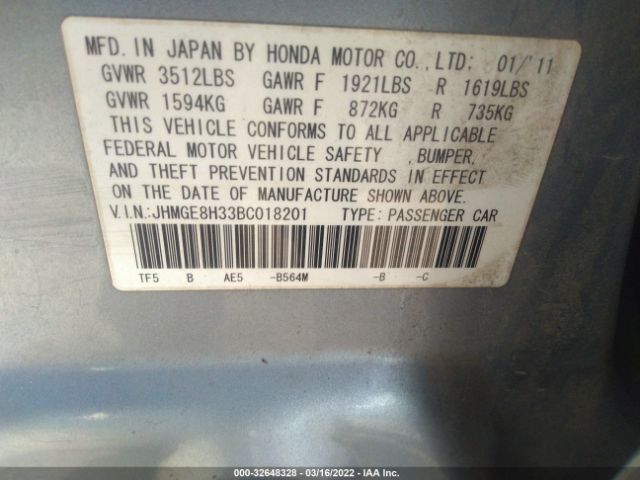 MFD. IN JAPAN BY HONDA MOTOR CO., LTD: 01/'11
GVWR 3512LBS GAWR F 1921LBS R 1619LBS
GVWR 1594KG GAWR F 872KG R 735KG
THIS VEHICLE CONFORMS TO ALL APPLICABLE
FEDERAL MOTOR VEHICLE SAFETY ,BUMPER,
AND THEFT PREVENTION STANDARDS IN EFFECT
ON THE DATE OF MANUFACTURE SHOWN ABOVE.
V.I.N.:JHMGE8H33BC018201 TYPE: PASSENGER CAR
TF5 B AE5 -B564M -B -C
000-32648328 - 03/16/2022 - IAA Inc.